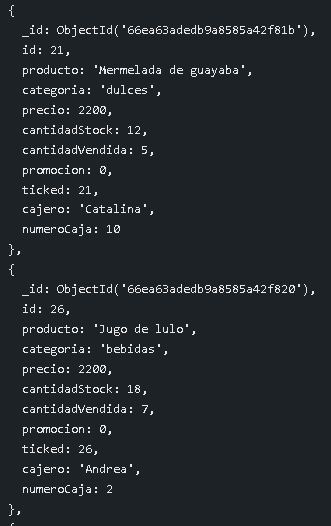 {
_id: ObjectId('66ea63adedb9a8585a42f81b'),
id: 21,
producto: 'Mermelada de guayaba',
categoria: 'dulces',
precio: 2200,
cantidadStock: 12,
cantidadVendida: 5,
promocion: 0,
ticked: 21,
cajero: 'Catalina',
numeroCaja: 10
},
{
_id: ObjectId('66ea63adedb9a8585a42f820'),
id: 26,
producto: 'Jugo de lulo',
categoria: 'bebidas',
precio: 2200,
cantidadStock: 18,
cantidadVendida: 7,
promocion: 0,
ticked: 26,
cajero: 'Andrea',
numeroCaja: 2
},